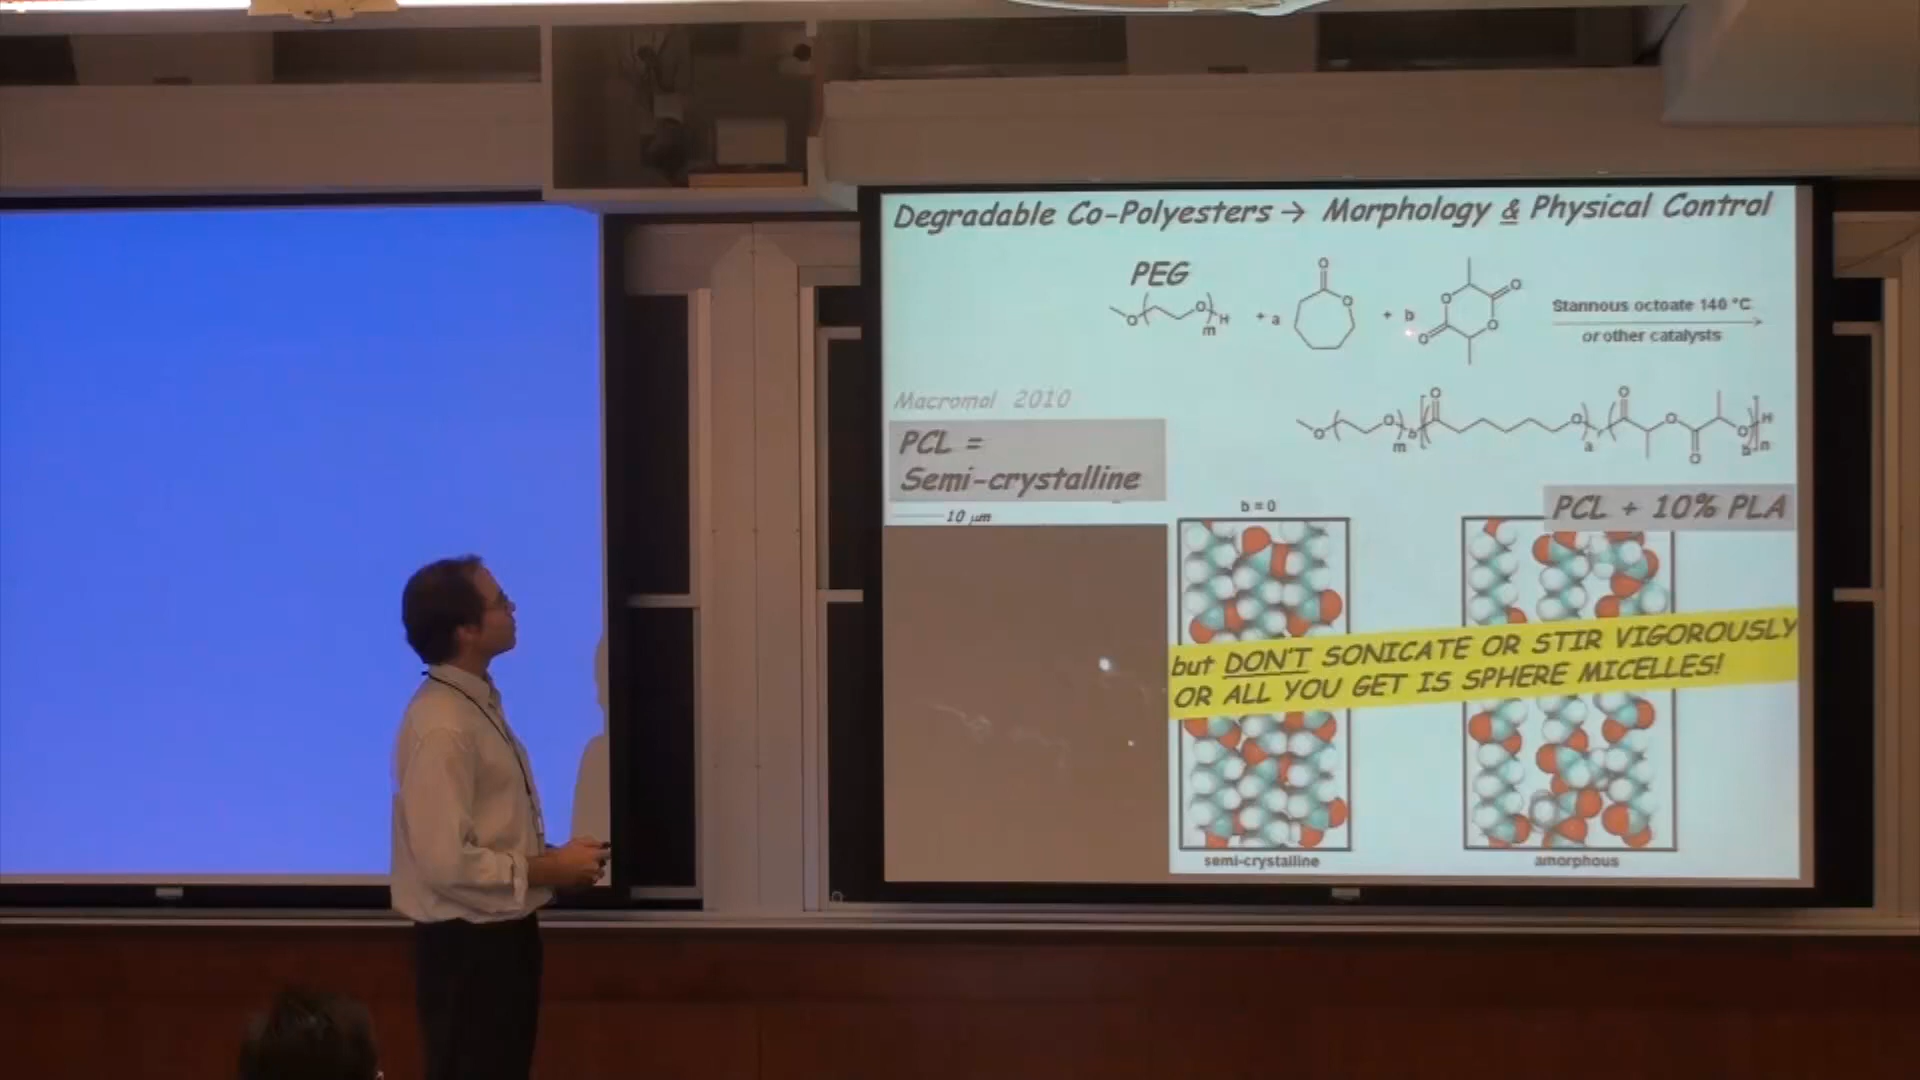 Degradable Co-Polyesters → Morphology & Physical Control
PEG
O
O
m
H
+ a
O
O
+ b
O
O
O
O
Stannous octoate 140 °C
or other catalysts
Macromol 2010
PCL =
Semi-crystalline
10 μm
O
O
m
b
O
O
a
r
O
O
O
O
b
H
n
b = 0
PCL + 10% PLA
but DON'T SONICATE OR STIR VIGOROUSLY
OR ALL YOU GET IS SPHERE MICELLES!
semi-crystalline
amorphous